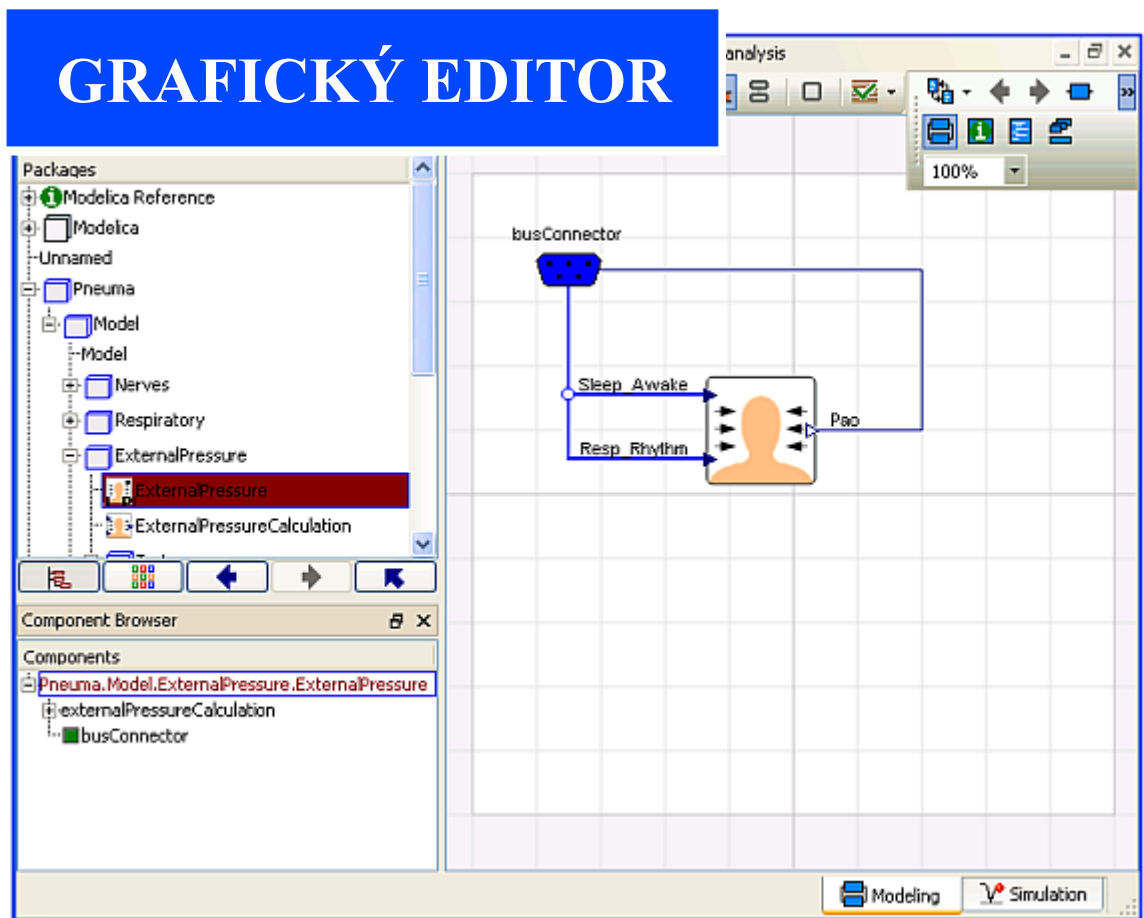 GRAFICKÝ EDITOR
analysis
100%
Packages
Modelica Reference
Modelica
Unnamed
Pneuma
Model
Model
Nerves
Respiratory
ExternalPressure
ExternalPressure
ExternalPressureCalculation
Component Browser
Components
Pneuma.Model.ExternalPressure.ExternalPressure
externalPressureCalculation
busConnector
busConnector
Sleep_Awake
Pao
Resp_Rhythm
Modeling
Simulation